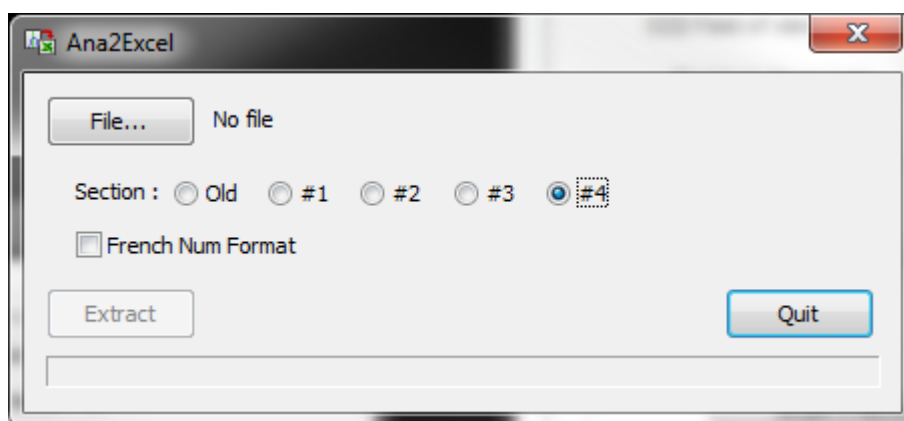 Ana2Excel
File... No file
Section : Old #1 #2 #3 #4
French Num Format
Extract Quit